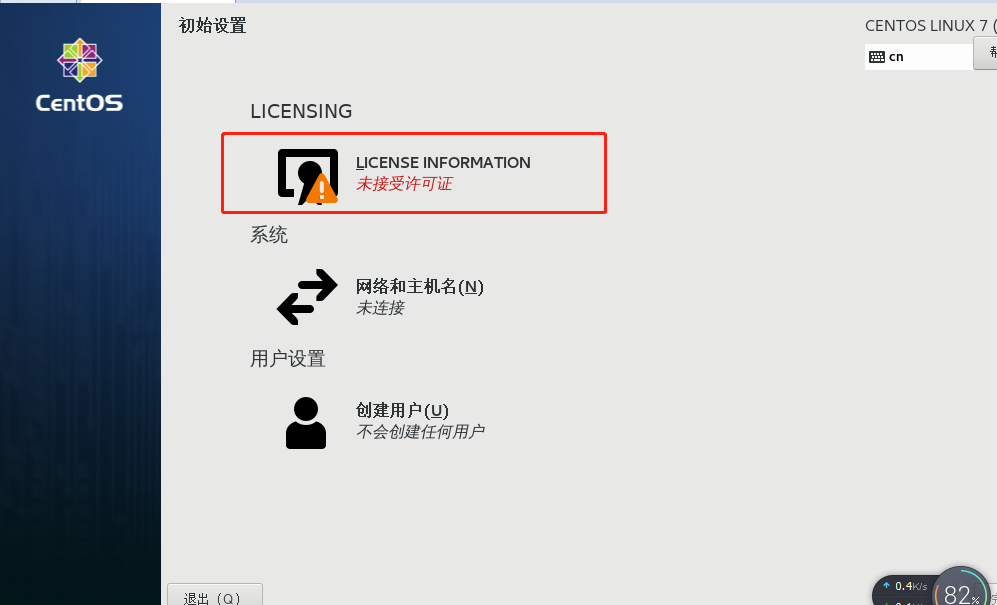 初始设置
CENTOS LINUX 7 (
cn
CentOS
LICENSING
LICENSE INFORMATION
未接受许可证
系统
网络和主机名(N)
未连接
用户设置
创建用户(U)
不会创建任何用户
退出（Q）
0.4K/s
82%